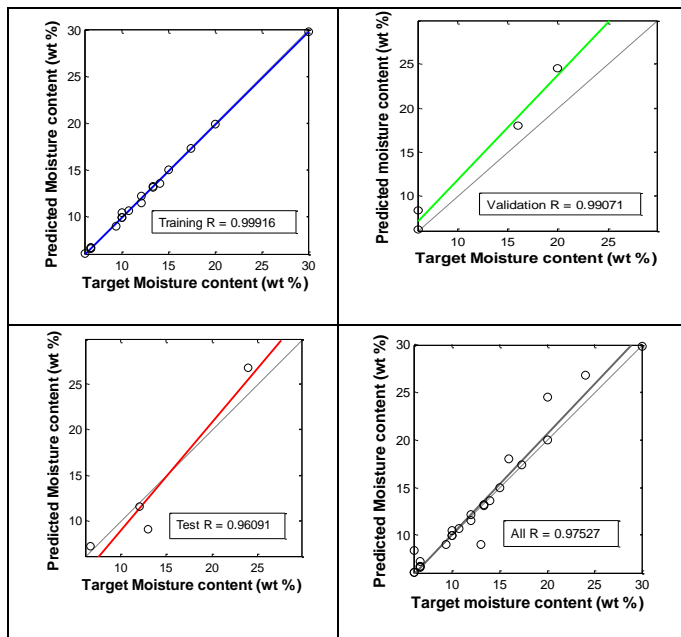 Predicted Moisture content (wt %)
30
25
20
15
10
Training R = 0.99916
10 15 20 25 30
Target Moisture content (wt %)
Predicted moisture content (wt %)
30
25
20
15
10
Validation R = 0.99071
10 15 20 25 30
Target Moisture content (wt %)
Predicted Moisture content (wt %)
25
20
15
10
Test R = 0.96091
10 15 20 25
Target Moisture content (wt %)
Predicted Moisture content (wt %)
30
25
20
15
10
All R = 0.97527
10 15 20 25 30
Target moisture content (wt %)